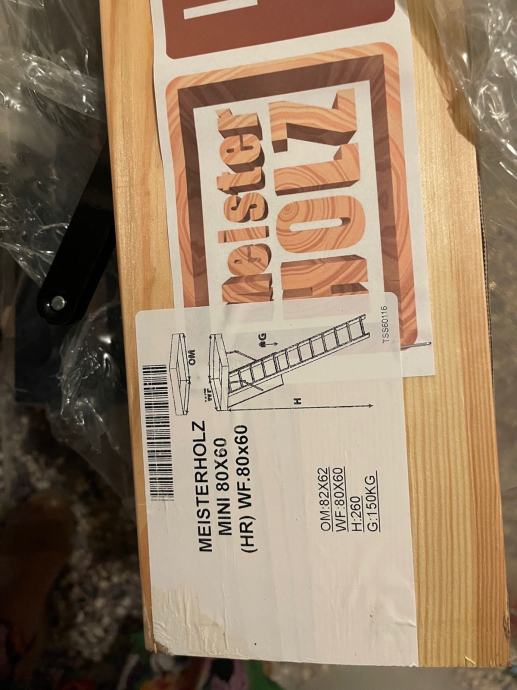 meister
HOLZ
TSS60116
OM
WF
G
H
MEISTERHOLZ
MINI 80X60
(HR) WF.80x60
OM:82X62
WF:80X60
H:260
G:150KG